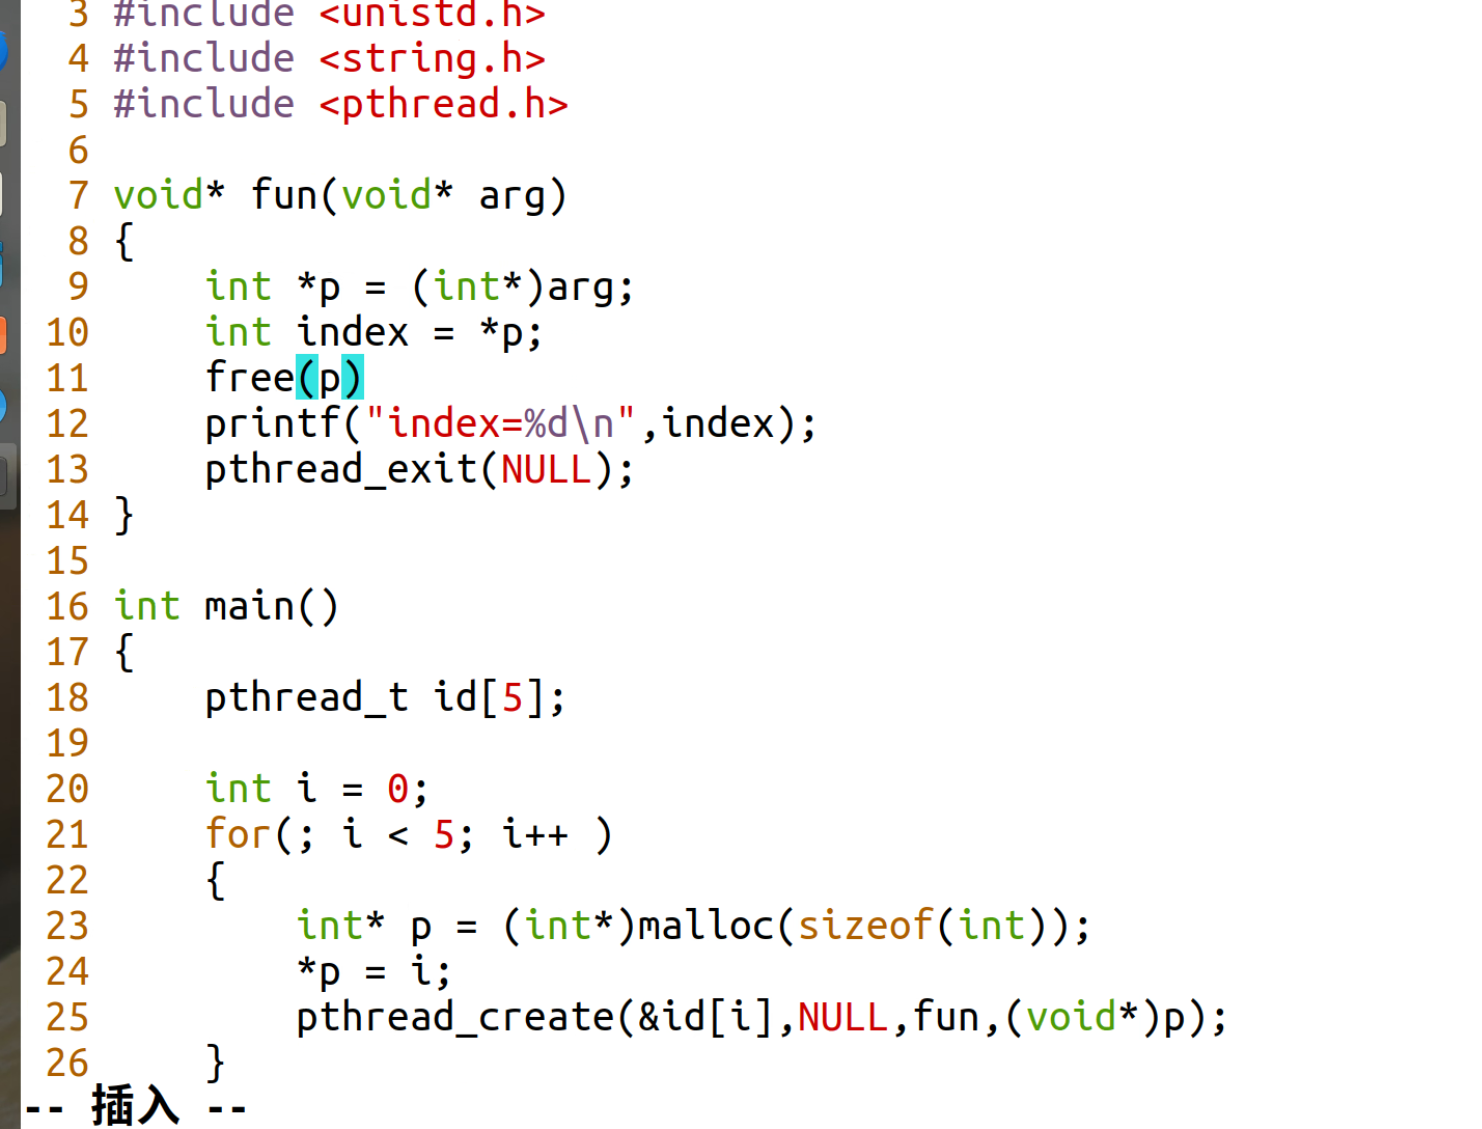 3 #include <unistd.h>
4 #include <string.h>
5 #include <pthread.h>
6
7 void* fun(void* arg)
8 {
9     int *p = (int*)arg;
10     int index = *p;
11     free(p)
12     printf("index=%d\n",index);
13     pthread_exit(NULL);
14 }
15
16 int main()
17 {
18     pthread_t id[5];
19
20     int i = 0;
21     for(; i < 5; i++ )
22     {
23         int* p = (int*)malloc(sizeof(int));
24         *p = i;
25         pthread_create(&id[i],NULL,fun,(void*)p);
26     }
-- 插入 --